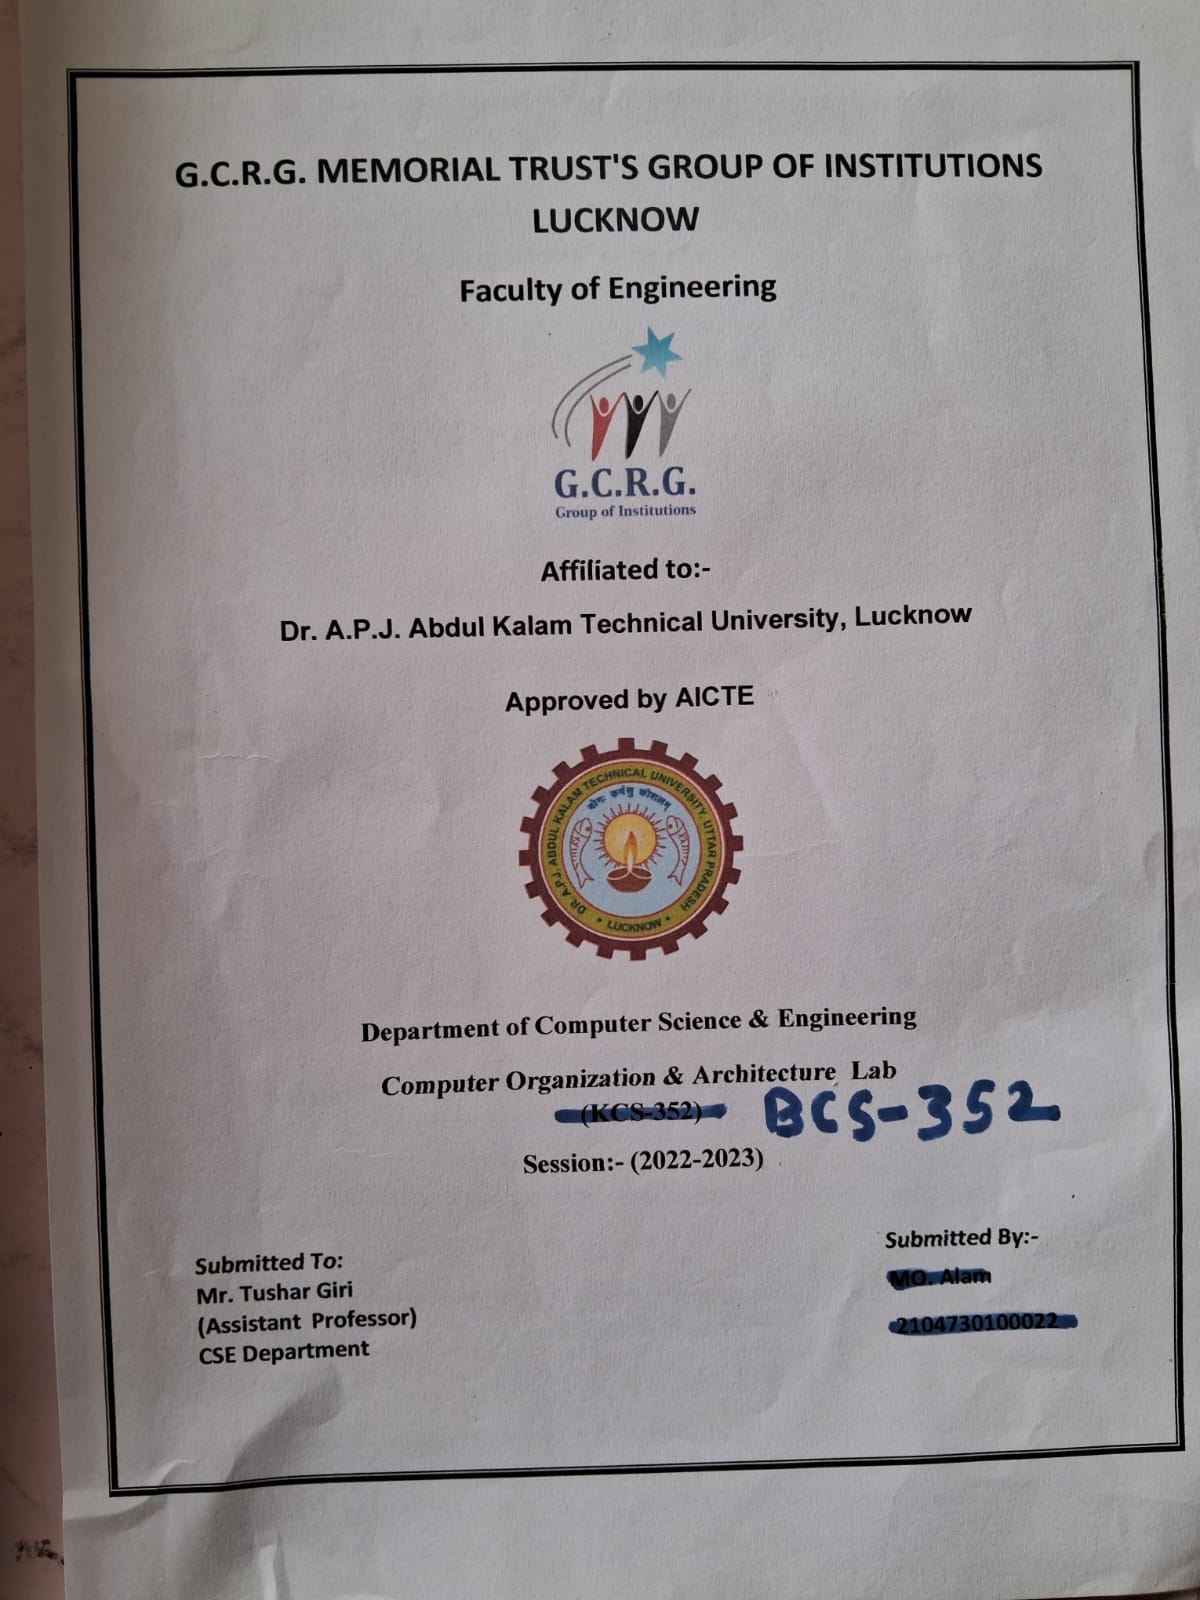 G.C.R.G. MEMORIAL TRUST'S GROUP OF INSTITUTIONS
LUCKNOW
Faculty of Engineering
G.C.R.G.
Group of Institutions
Affiliated to:-
Dr. A.P.J. Abdul Kalam Technical University, Lucknow
Approved by AICTE
DR. A.P.J. ABDUL KALAM TECHNICAL UNIVERSITY, UTTAR PRADESH
योगः कर्मसु कौशलम्
• LUCKNOW •
Department of Computer Science & Engineering
Computer Organization & Architecture Lab
(KCS-352) BCS-352
Session:- (2022-2023)
Submitted To:
Mr. Tushar Giri
(Assistant Professor)
CSE Department
Submitted By:-
MO. Alam
2104730100022